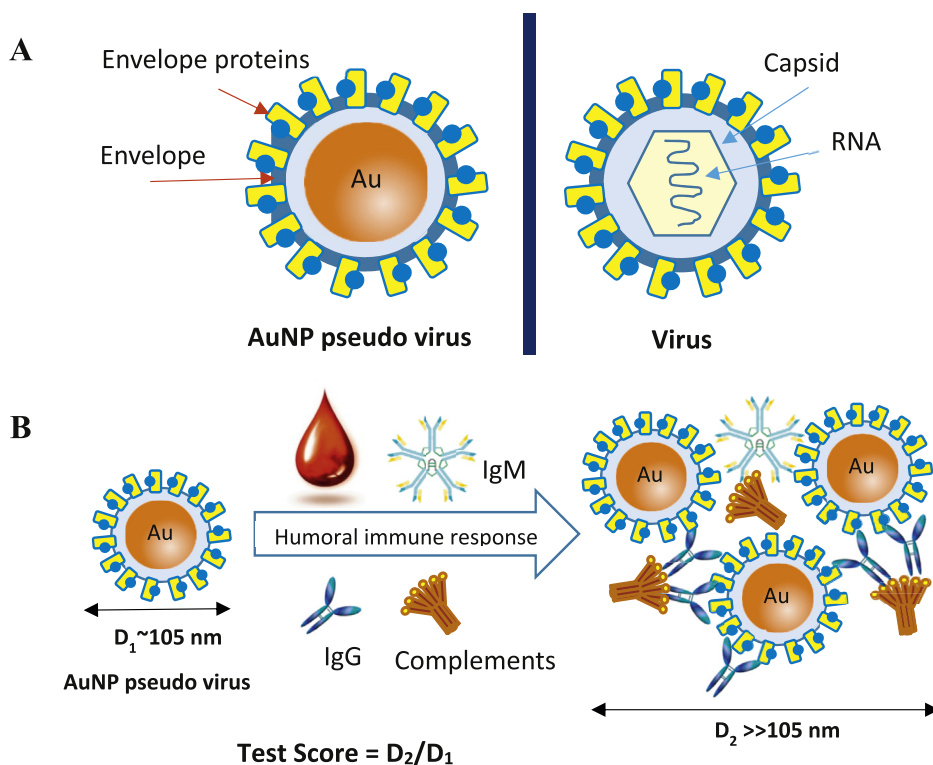 A
Envelope proteins
Envelope
Au
AuNP pseudo virus
Capsid
RNA
Virus
B
Au
D₁~105 nm
AuNP pseudo virus
IgM
Humoral immune response
IgG
Complements
Au
Au
Au
D₂ >>105 nm
Test Score = D₂/D₁